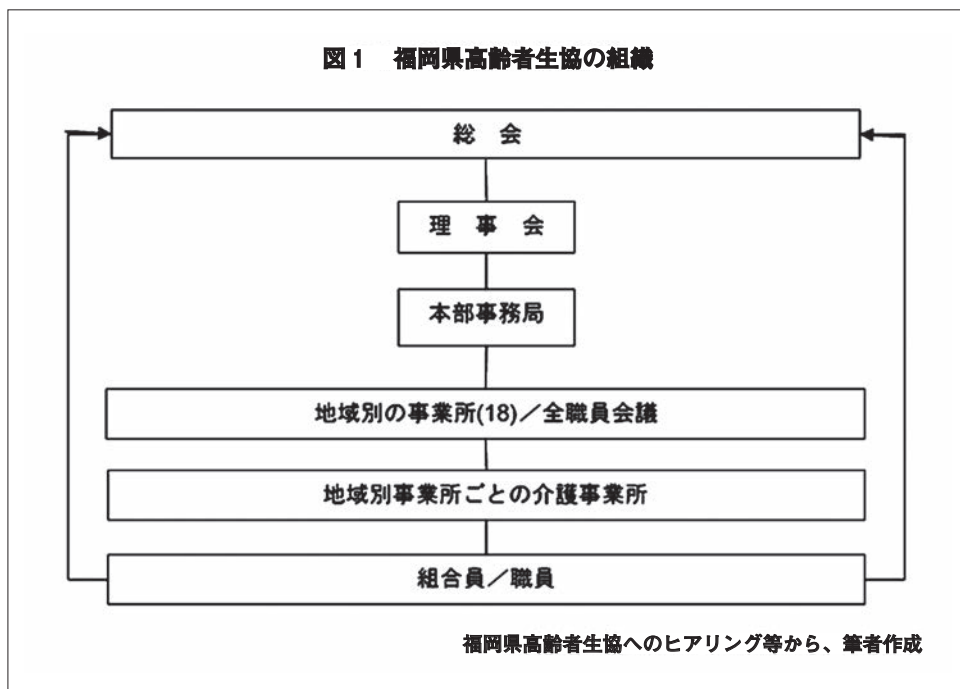 図1 福岡県高齢者生協の組織
総 会
理 事 会
本部事務局
地域別の事業所(18)/全職員会議
地域別事業所ごとの介護事業所
組合員/職員
福岡県高齢者生協へのヒアリング等から、筆者作成